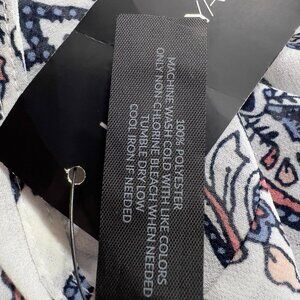 100% POLYESTER
MACHINE WASH COLD WITH LIKE COLORS
ONLY NON-CHLORINE BLEACH WHEN NEEDED
TUMBLE DRY LOW
COOL IRON IF NEEDED